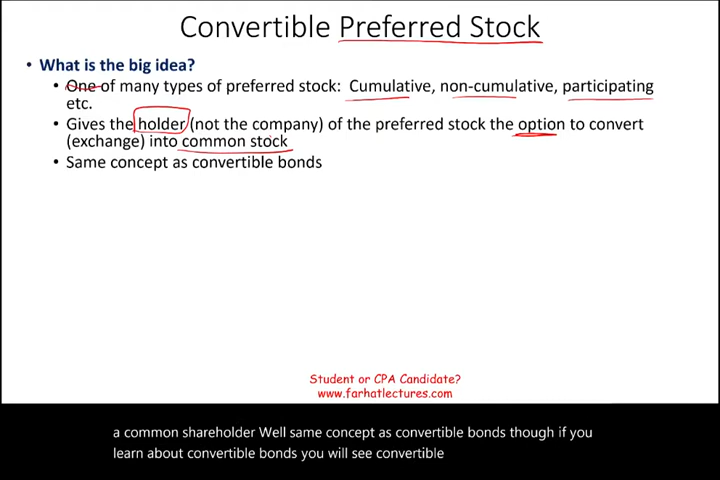 Convertible Preferred Stock
• What is the big idea?
• One of many types of preferred stock: Cumulative, non-cumulative, participating
etc.
• Gives the holder (not the company) of the preferred stock the option to convert
(exchange) into common stock
• Same concept as convertible bonds
Student or CPA Candidate?
www.farhatlectures.com
a common shareholder Well same concept as convertible bonds though if you
learn about convertible bonds you will see convertible